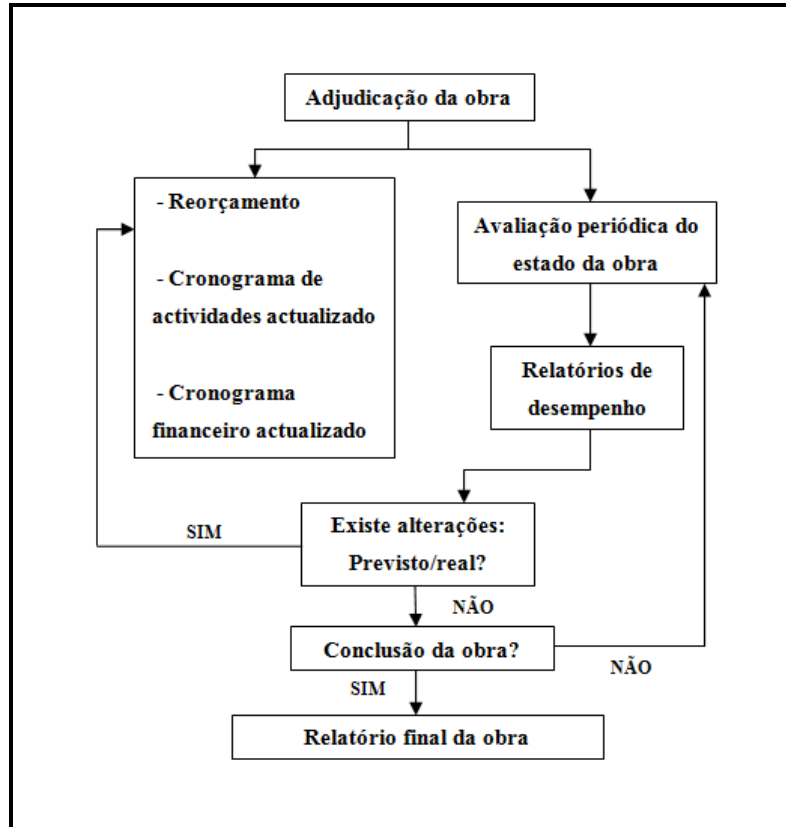 Adjudicação da obra
- Reorçamento
- Cronograma de
actividades actualizado
- Cronograma
financeiro actualizado
Avaliação periódica do
estado da obra
Relatórios de
desempenho
Existe alterações:
Previsto/real?
SIM
NÃO
Conclusão da obra?
NÃO
SIM
Relatório final da obra